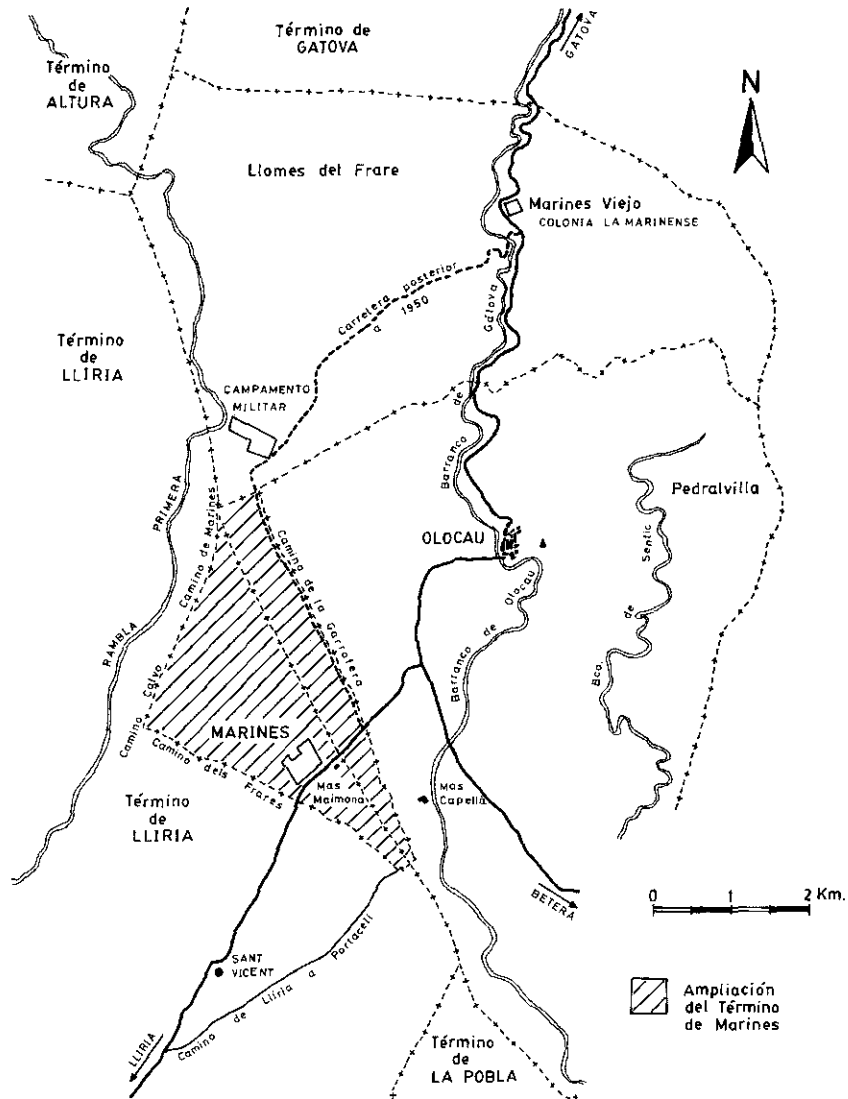 Término de
GATOVA
GATOVA
Término
de
ALTURA
N
Llomes del Frare
Marines Viejo
COLONIA LA MARINENSE
Carretera posterior
a 1950
Barranco de Gátova
Término
de
LLIRIA
CAMPAMENTO
MILITAR
RAMBLA PRIMERA
Pedralvilla
Camino de Marines
Camino de la Garrofera
OLOCAU
Barranco de Olocau
Bco. de Sentic
Camino Calvo
MARINES
Camino dels Frares
Mas
Maimona
Mas
Capellà
Término
de
LLIRIA
BETERA
0 1 2 Km.
SANT
VICENT
Camino de Llíria a Portaceli
LLIRIA
Término
de
LA POBLA
Ampliación
del Término
de Marines